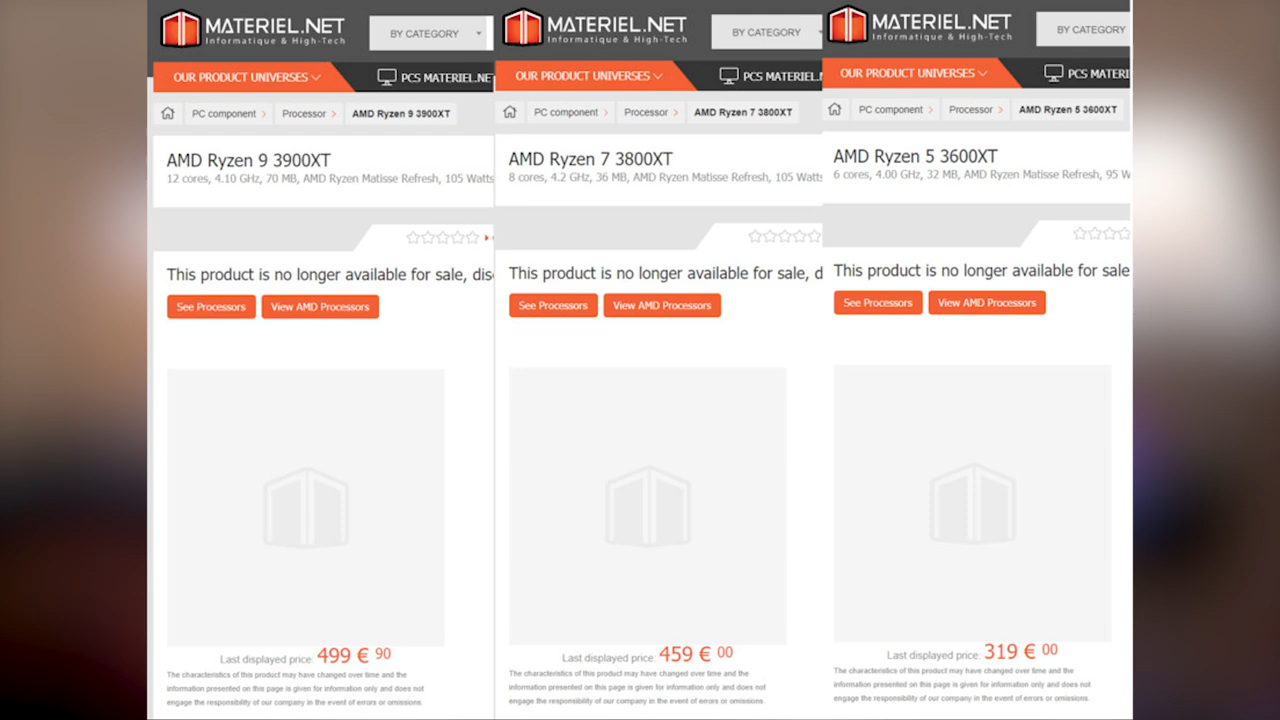 MATERIEL.NET
Informatique & High-Tech
BY CATEGORY
OUR PRODUCT UNIVERSES
PCS MATERIEL.NE
PC component
Processor
AMD Ryzen 9 3900XT
AMD Ryzen 9 3900XT
12 cores, 4.10 GHz, 70 MB, AMD Ryzen Matisse Refresh, 105 Watts
This product is no longer available for sale, dis
See Processors
View AMD Processors
Last displayed price: 499 € 90
The characteristics of this product may have changed over time and the
information presented on this page is given for information only and does not
engage the responsibility of our company in the event of errors or omissions.
MATERIEL.NET
Informatique & High-Tech
BY CATEGORY
OUR PRODUCT UNIVERSES
PCS MATERIEL.
PC component
Processor
AMD Ryzen 7 3800XT
AMD Ryzen 7 3800XT
8 cores, 4.2 GHz, 36 MB, AMD Ryzen Matisse Refresh, 105 Watts
This product is no longer available for sale, d
See Processors
View AMD Processors
Last displayed price: 459 € 00
The characteristics of this product may have changed over time and the
information presented on this page is given for information only and does not
engage the responsibility of our company in the event of errors or omissions.
MATERIEL.NET
Informatique & High-Tech
BY CATEGORY
OUR PRODUCT UNIVERSES
PCS MATERI
PC component
Processor
AMD Ryzen 5 3600XT
AMD Ryzen 5 3600XT
6 cores, 4.00 GHz, 32 MB, AMD Ryzen Matisse Refresh, 95 W
This product is no longer available for sale
See Processors
View AMD Processors
Last displayed price: 319 € 00
The characteristics of this product may have changed over time and the
information presented on this page is given for information only and does not
engage the responsibility of our company in the event of errors or omissions.